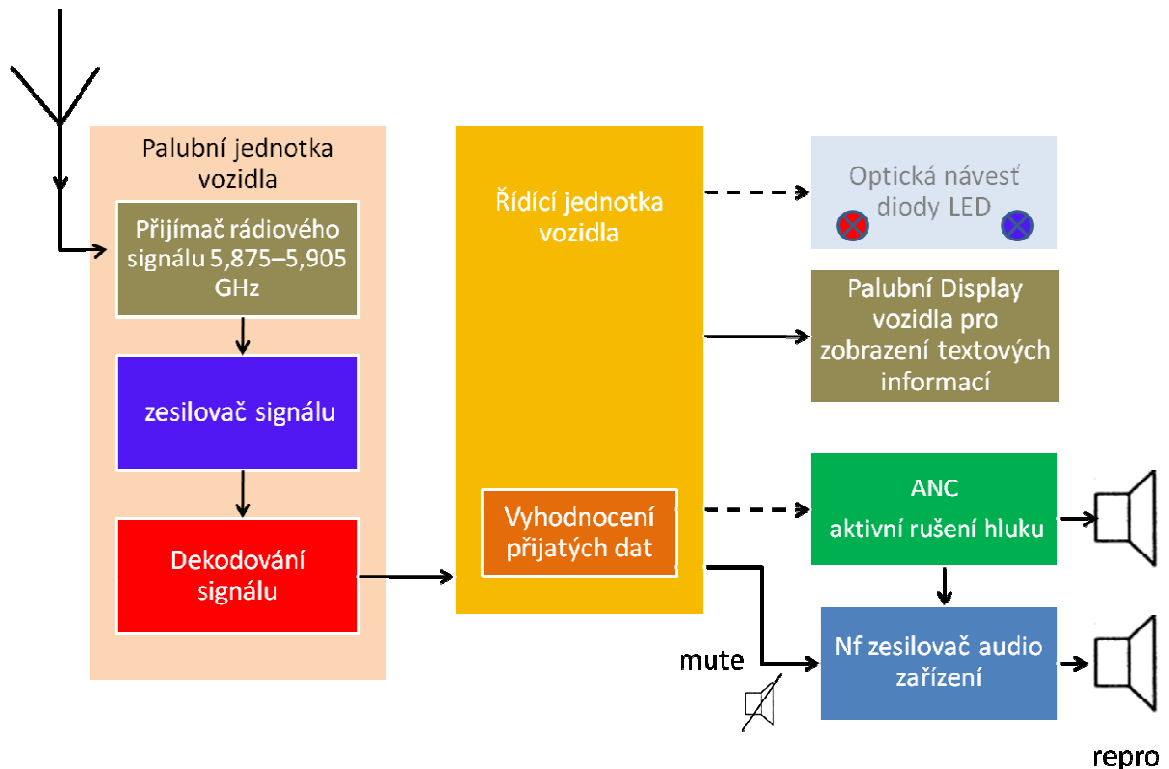 Palubní jednotka
vozidla
Přijímač rádiového
signálu 5,875–5,905
GHz
zesilovač signálu
Dekodování
signálu
Řídící jednotka
vozidla
Vyhodnocení
přijatých dat
Optická návesť
diody LED
Palubní Display
vozidla pro
zobrazení textových
informací
ANC
aktivní rušení hluku
mute
Nf zesilovač audio
zařízení
repro